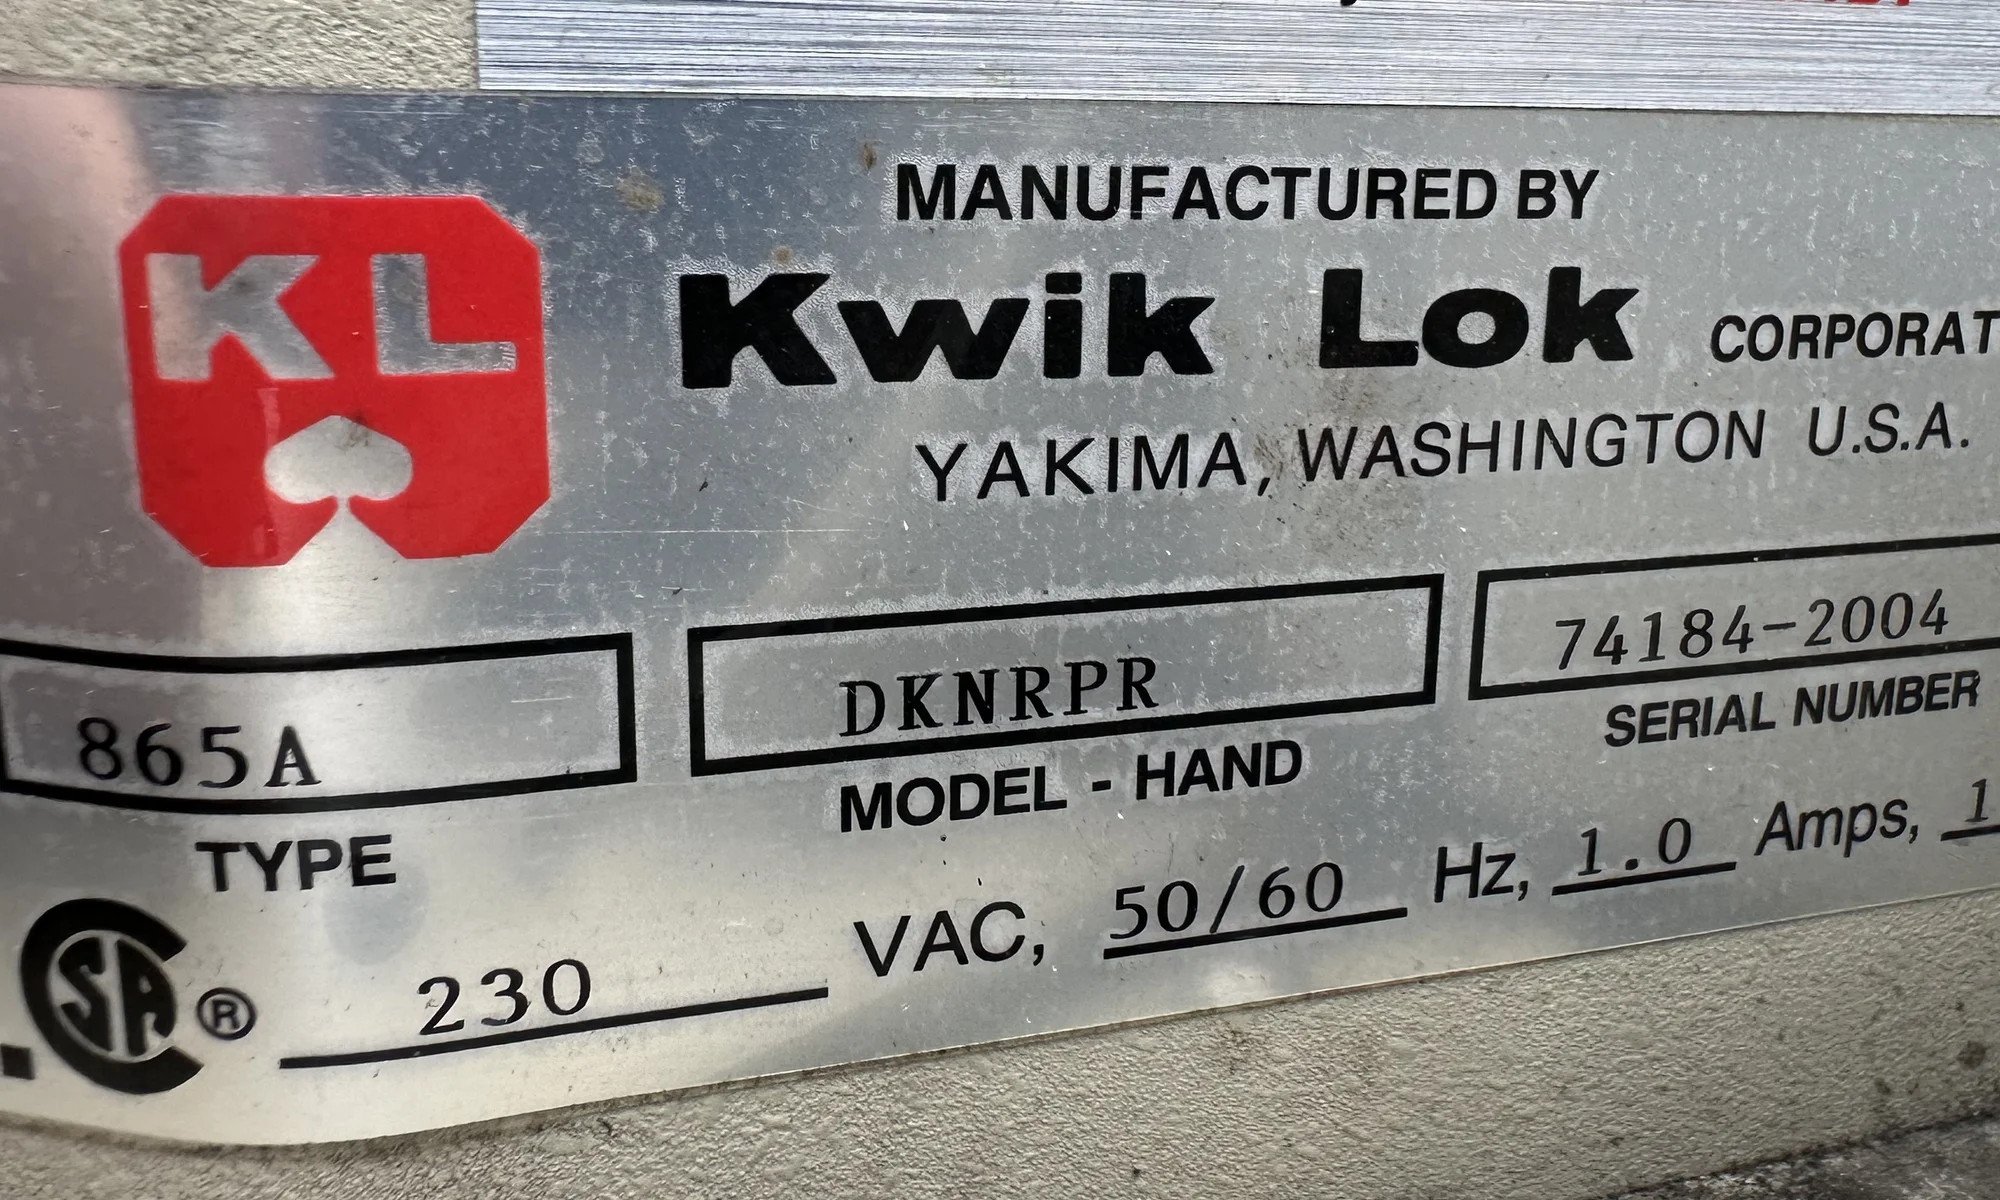 MANUFACTURED BY
KL
Kwik Lok CORPORAT
YAKIMA, WASHINGTON U.S.A.
865A
DKNRPR
74184-2004
TYPE
MODEL - HAND
SERIAL NUMBER
SA ® 230 VAC, 50/60 Hz, 1.0 Amps, 1